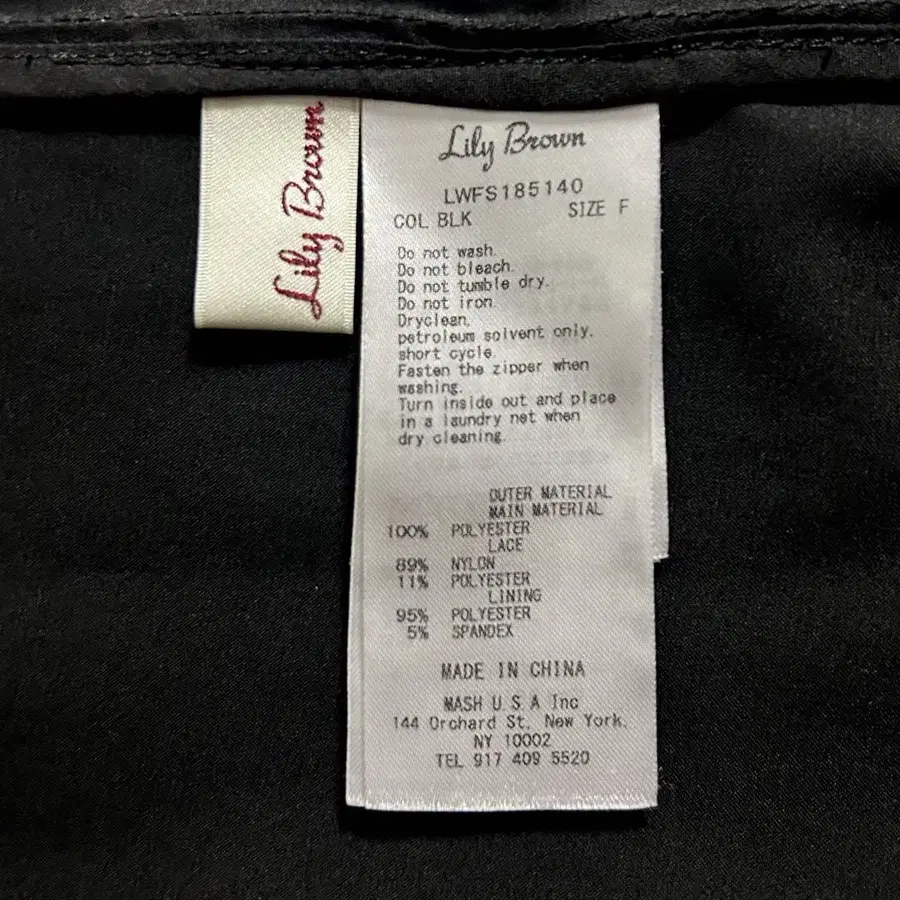 Lily Brown
Lily Brown
LWFS185140
COL BLK SIZE F
Do not wash.
Do not bleach.
Do not tumble dry.
Do not iron.
Dryclean,
petroleum solvent only.
short cycle.
Fasten the zipper when
washing.
Turn inside out and place
in a laundry net when
dry cleaning.
OUTER MATERIAL
MAIN MATERIAL
100% POLYESTER
LACE
89% NYLON
11% POLYESTER
LINING
95% POLYESTER
5% SPANDEX
MADE IN CHINA
MASH U.S.A Inc
144 Orchard St. New York.
NY 10002
TEL 917 409 5520